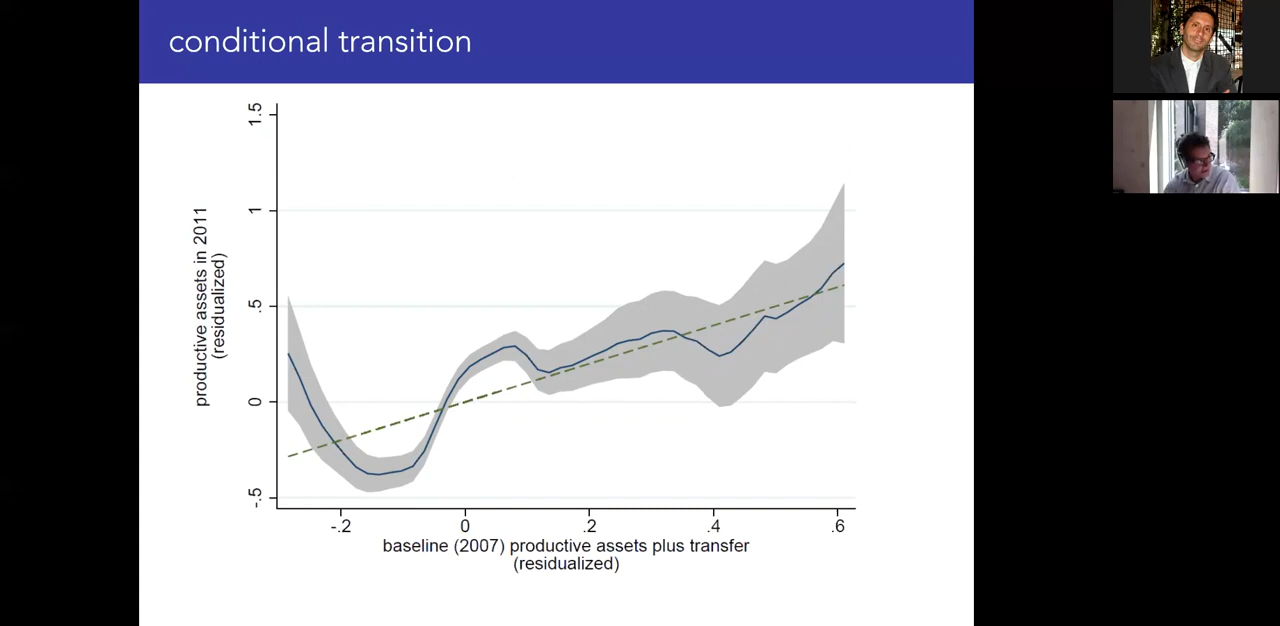 conditional transition
1.5
1
.5
0
-.5
productive assets in 2011
(residualized)
-.2
0
.2
.4
.6
baseline (2007) productive assets plus transfer
(residualized)